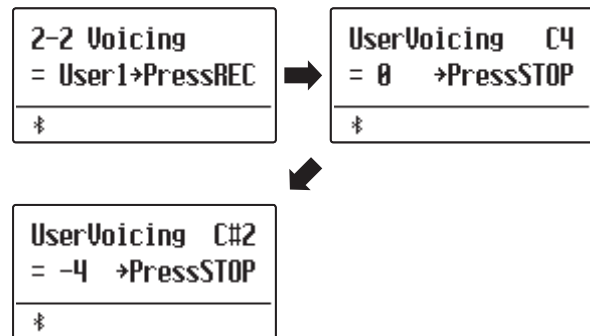 2-2 Voicing
= User1→PressREC
UserVoicing C4
= 0 →PressSTOP
UserVoicing C#2
= -4 →PressSTOP